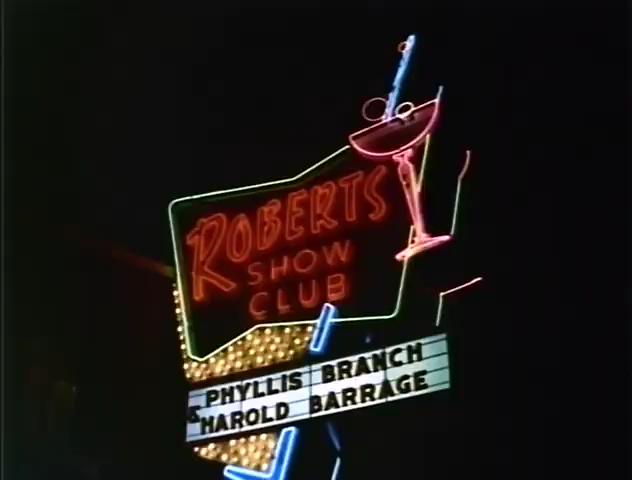 ROBERTS
SHOW
CLUB
PHYLLIS BRANCH
& HAROLD BARRAGE